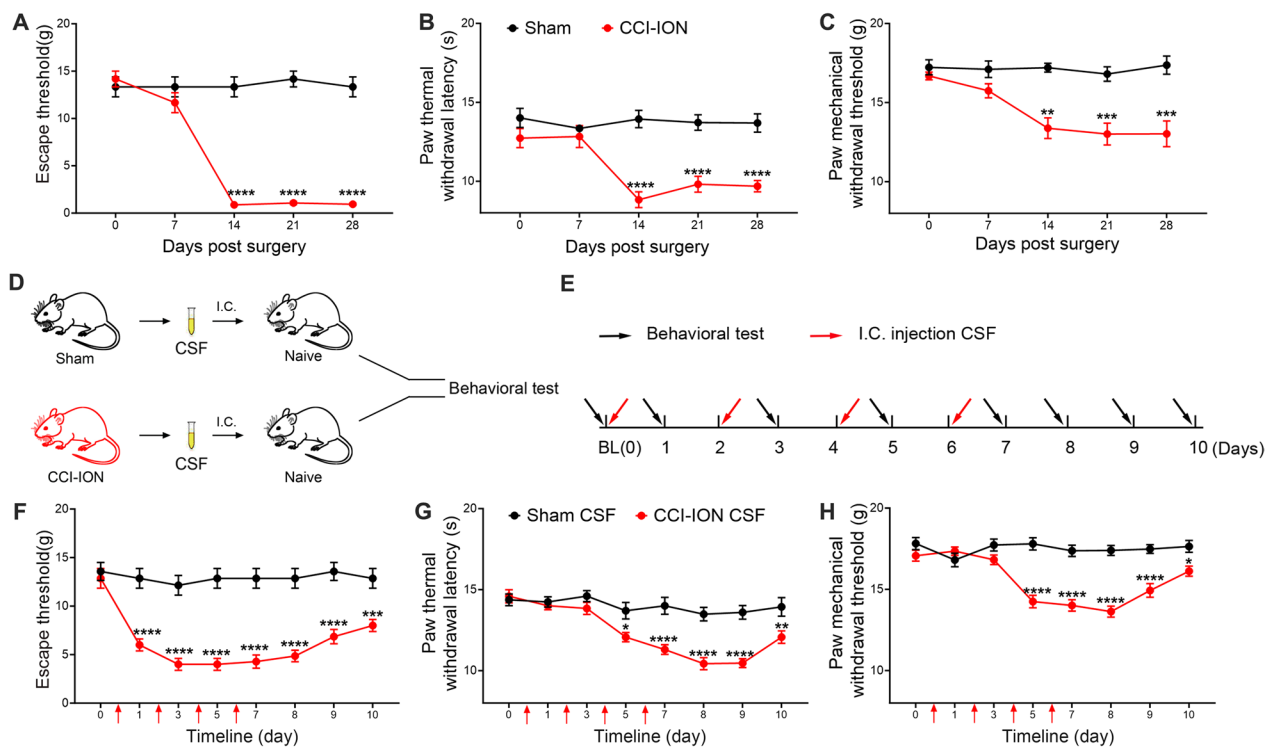 A
Escape threshold(g)
20
15
10
5
0
0 7 14 21 28
**** **** ****
Days post surgery
B
Sham CCI-ION
Paw thermal
withdrawal latency (s)
20
15
10
0 7 14 21 28
**** **** ****
Days post surgery
C
Paw mechanical
withdrawal threshold (g)
20
15
10
0 7 14 21 28
** *** ***
Days post surgery
D
Sham
CSF
I.C.
Naive
CCI-ION
CSF
I.C.
Naive
Behavioral test
E
Behavioral test I.C. injection CSF
BL(0) 1 2 3 4 5 6 7 8 9 10 (Days)
F
Escape threshold(g)
20
15
10
5
0
0 1 3 5 7 8 9 10
**** **** **** **** **** **** ***
Timeline (day)
G
Sham CSF CCI-ION CSF
Paw thermal
withdrawal latency (s)
20
15
10
0 1 3 5 7 8 9 10
* **** **** **** **
Timeline (day)
H
Paw mechanical
withdrawal threshold (g)
20
15
10
0 1 3 5 7 8 9 10
**** **** **** **** *
Timeline (day)